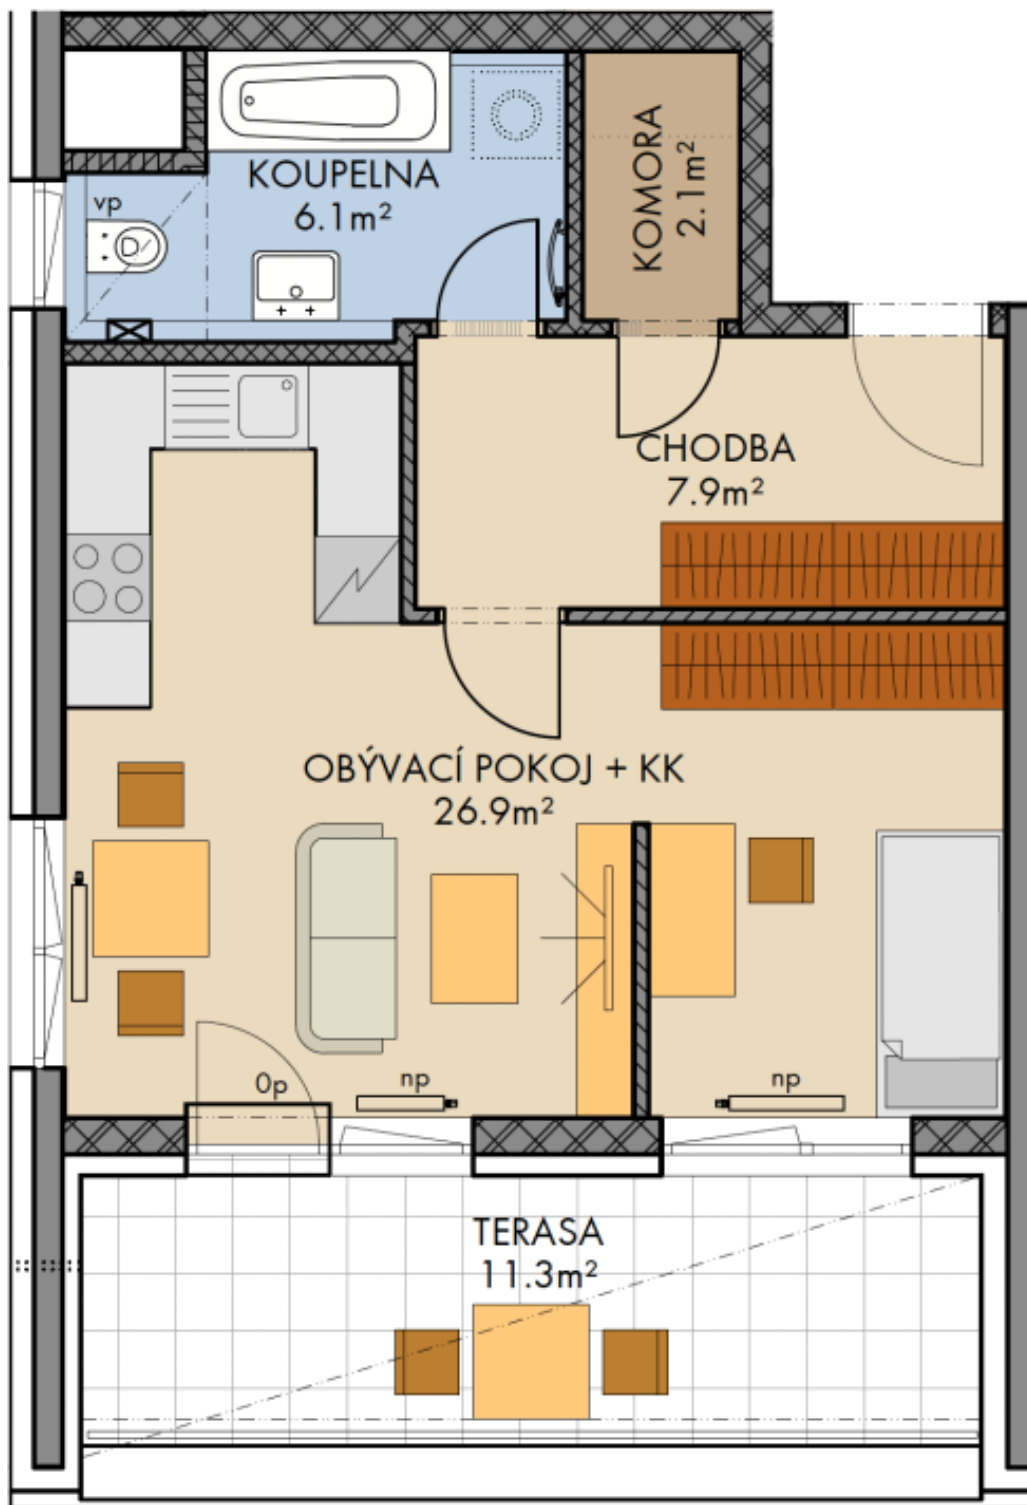 KOUPELNA
6.1m²
vp
KOMORA
2.1m²
CHODBA
7.9m²
OBÝVACÍ POKOJ + KK
26.9m²
0p
np
np
TERASA
11.3m²